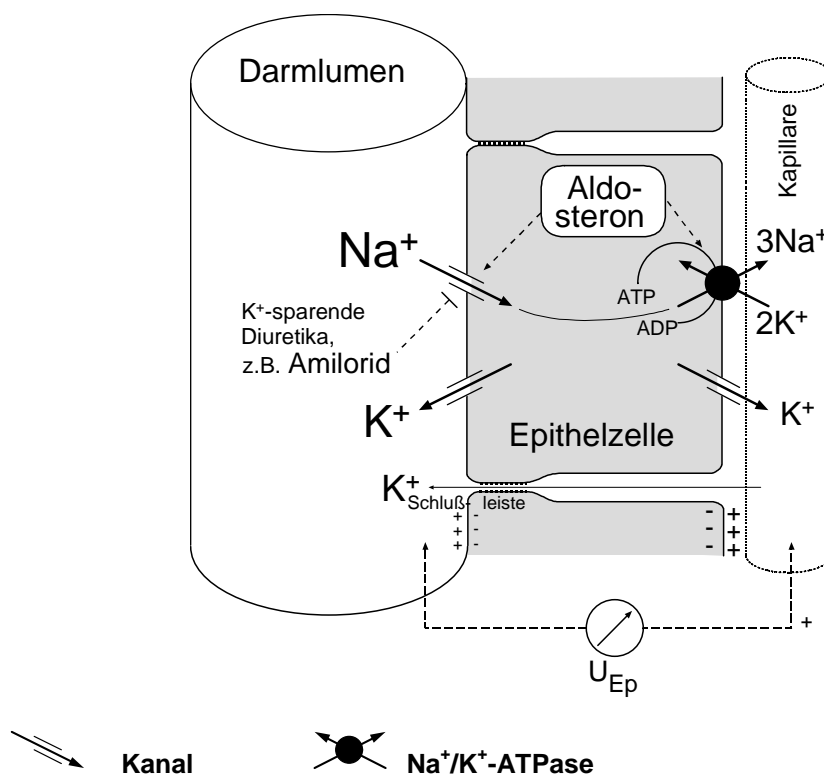 Darmlumen
Kapillare
Aldo-
steron
Na⁺
3Na⁺
ATP
ADP
2K⁺
K⁺-sparende
Diuretika,
z.B. Amilorid
K⁺
K⁺
Epithelzelle
K⁺
Schluß- leiste
+ - - +
+ - - +
+ - - +
+
U_Ep
Kanal
Na⁺/K⁺-ATPase